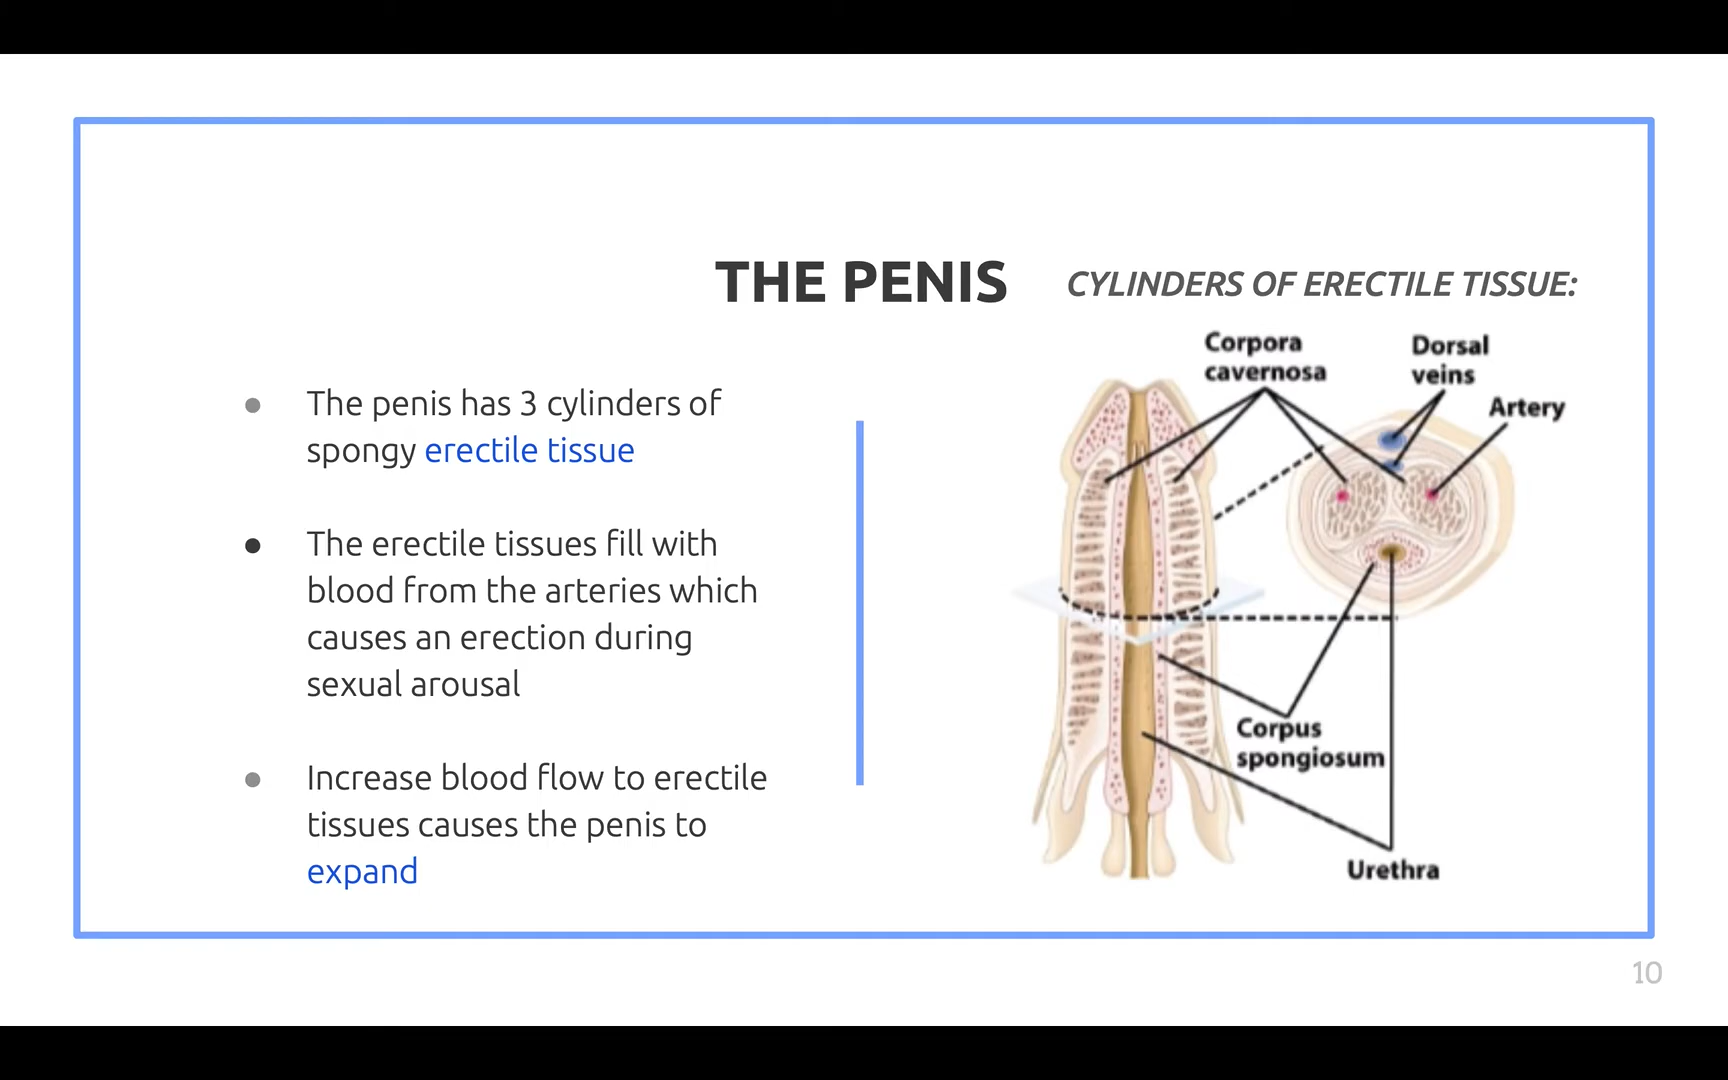 THE PENIS
● The penis has 3 cylinders of
spongy erectile tissue
● The erectile tissues fill with
blood from the arteries which
causes an erection during
sexual arousal
● Increase blood flow to erectile
tissues causes the penis to
expand
CYLINDERS OF ERECTILE TISSUE:
Corpora
cavernosa
Dorsal
veins
Artery
Corpus
spongiosum
Urethra
10